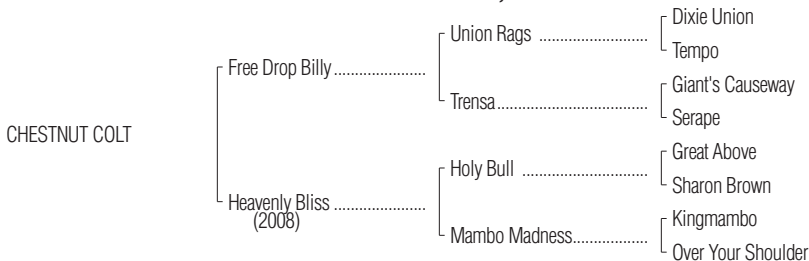 Dixie Union
Union Rags ....................
Tempo
Free Drop Billy ......................
Giant's Causeway
Trensa ....................................
Serape
CHESTNUT COLT
Great Above
Holy Bull ..............................
Sharon Brown
Heavenly Bliss ......................
(2008)
Kingmambo
Mambo Madness..................
Over Your Shoulder